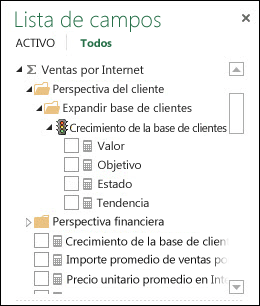 Lista de campos
ACTIVO Todos
Ventas por Internet
Perspectiva del cliente
Expandir base de clientes
Crecimiento de la base de clientes
Valor
Objetivo
Estado
Tendencia
Perspectiva financiera
Crecimiento de la base de clien
Importe promedio de ventas po
Precio unitario promedio en Int